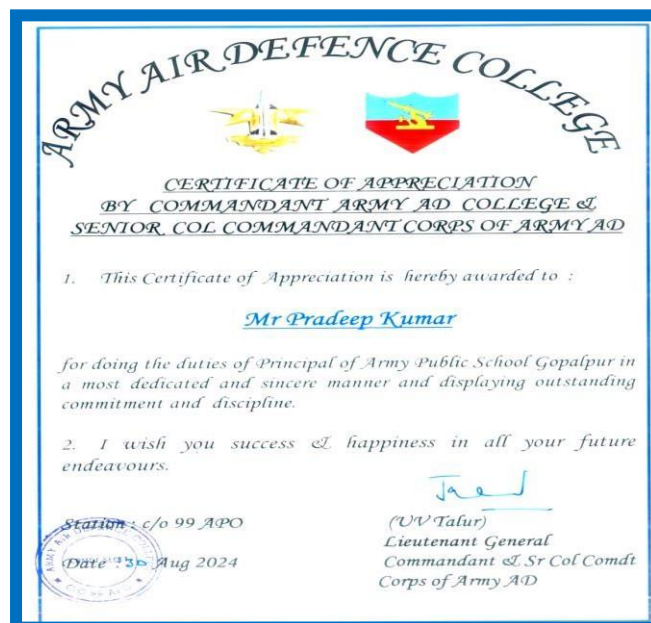 ARMY AIR DEFENCE COLLEGE
CERTIFICATE OF APPRECIATION
BY COMMANDANT ARMY AD COLLEGE &
SENIOR COL COMMANDANT CORPS OF ARMY AD
1. This Certificate of Appreciation is hereby awarded to :
Mr Pradeep Kumar
for doing the duties of Principal of Army Public School Gopalpur in
a most dedicated and sincere manner and displaying outstanding
commitment and discipline.
2. I wish you success & happiness in all your future
endeavours.
Station : c/o 99 APO
Date : 30 Aug 2024
(UV Talur)
Lieutenant General
Commandant & Sr Col Comdt
Corps of Army AD